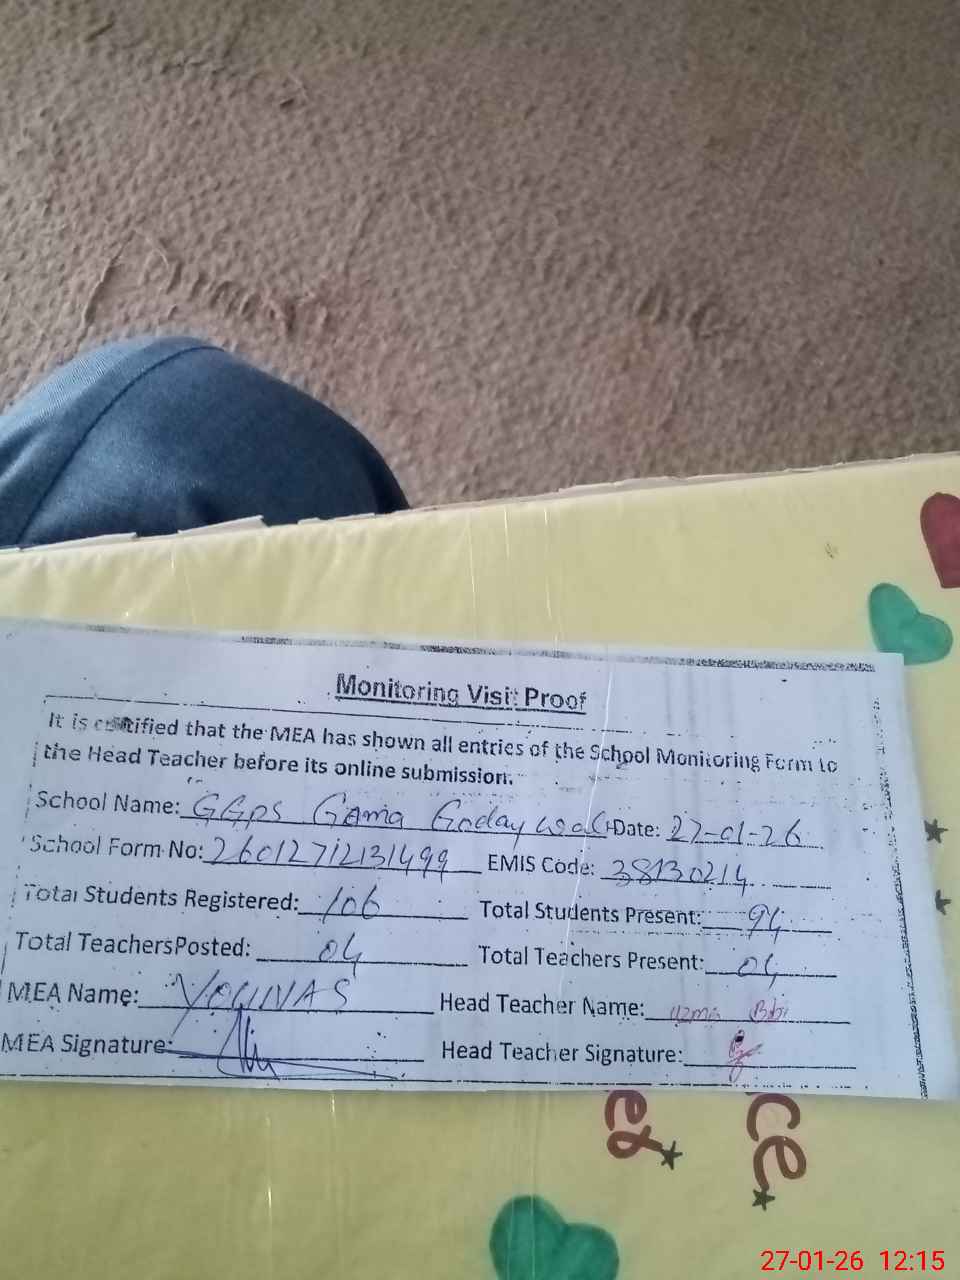 Monitoring Visit Proof
It is certified that the MEA has shown all entries of the School Monitoring Form to
the Head Teacher before its online submission.
School Name: GGPS Gama Goday wal Date: 27-01-26
School Form No: 26012712131499 EMIS Code: 38130214
Total Students Registered: 106 Total Students Present: 94
Total Teachers Posted: 04 Total Teachers Present: 04
MEA Name: YOUNAS Head Teacher Name: uzma Bibi
MEA Signature: Head Teacher Signature:
27-01-26 12:15